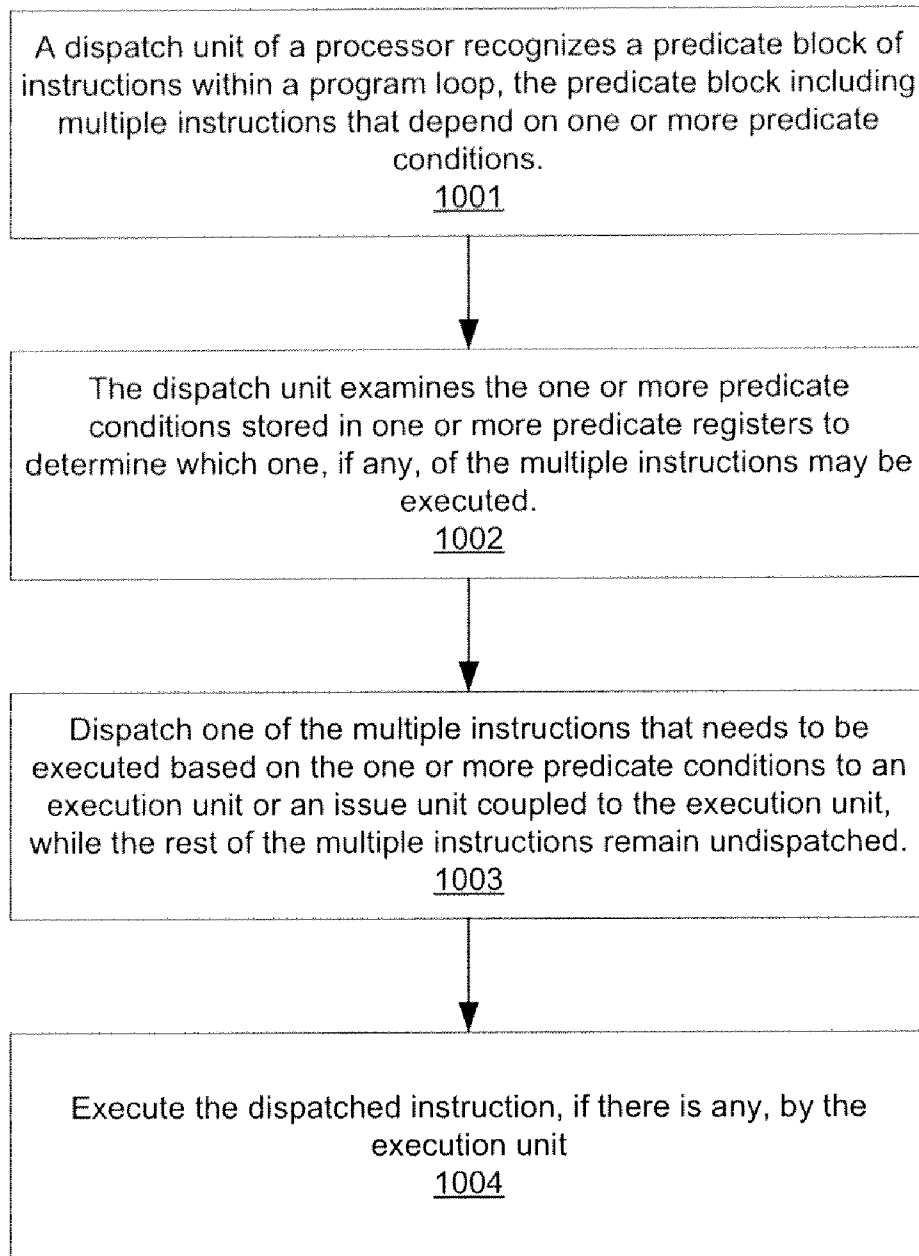 A dispatch unit of a processor recognizes a predicate block of
instructions within a program loop, the predicate block including
multiple instructions that depend on one or more predicate
conditions.
1001
The dispatch unit examines the one or more predicate
conditions stored in one or more predicate registers to
determine which one, if any, of the multiple instructions may be
executed.
1002
Dispatch one of the multiple instructions that needs to be
executed based on the one or more predicate conditions to an
execution unit or an issue unit coupled to the execution unit,
while the rest of the multiple instructions remain undispatched.
1003
Execute the dispatched instruction, if there is any, by the
execution unit
1004